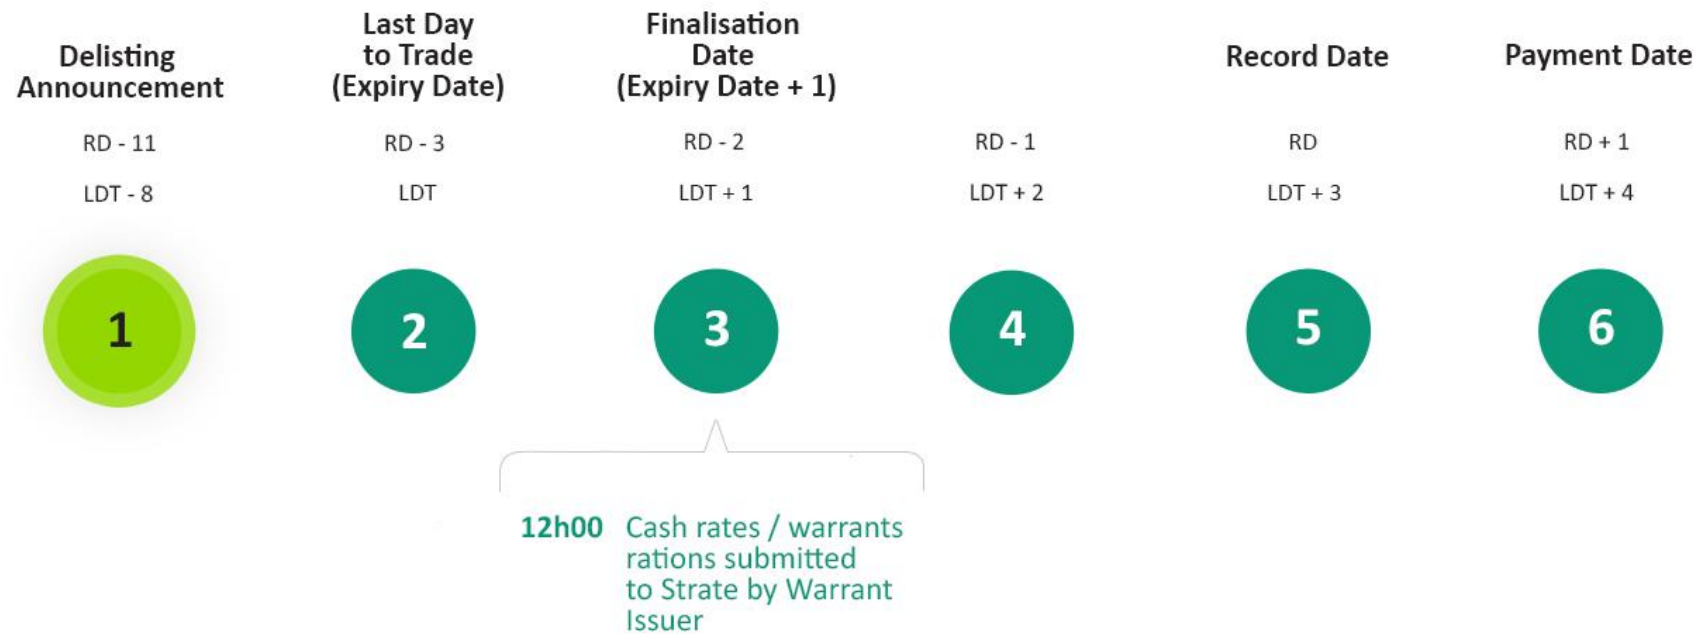 Delisting
Announcement
RD - 11
LDT - 8
1
Last Day
to Trade
(Expiry Date)
RD - 3
LDT
2
Finalisation
Date
(Expiry Date + 1)
RD - 2
LDT + 1
3
12h00 Cash rates / warrants
rations submitted
to Strate by Warrant
Issuer
RD - 1
LDT + 2
4
Record Date
RD
LDT + 3
5
Payment Date
RD + 1
LDT + 4
6